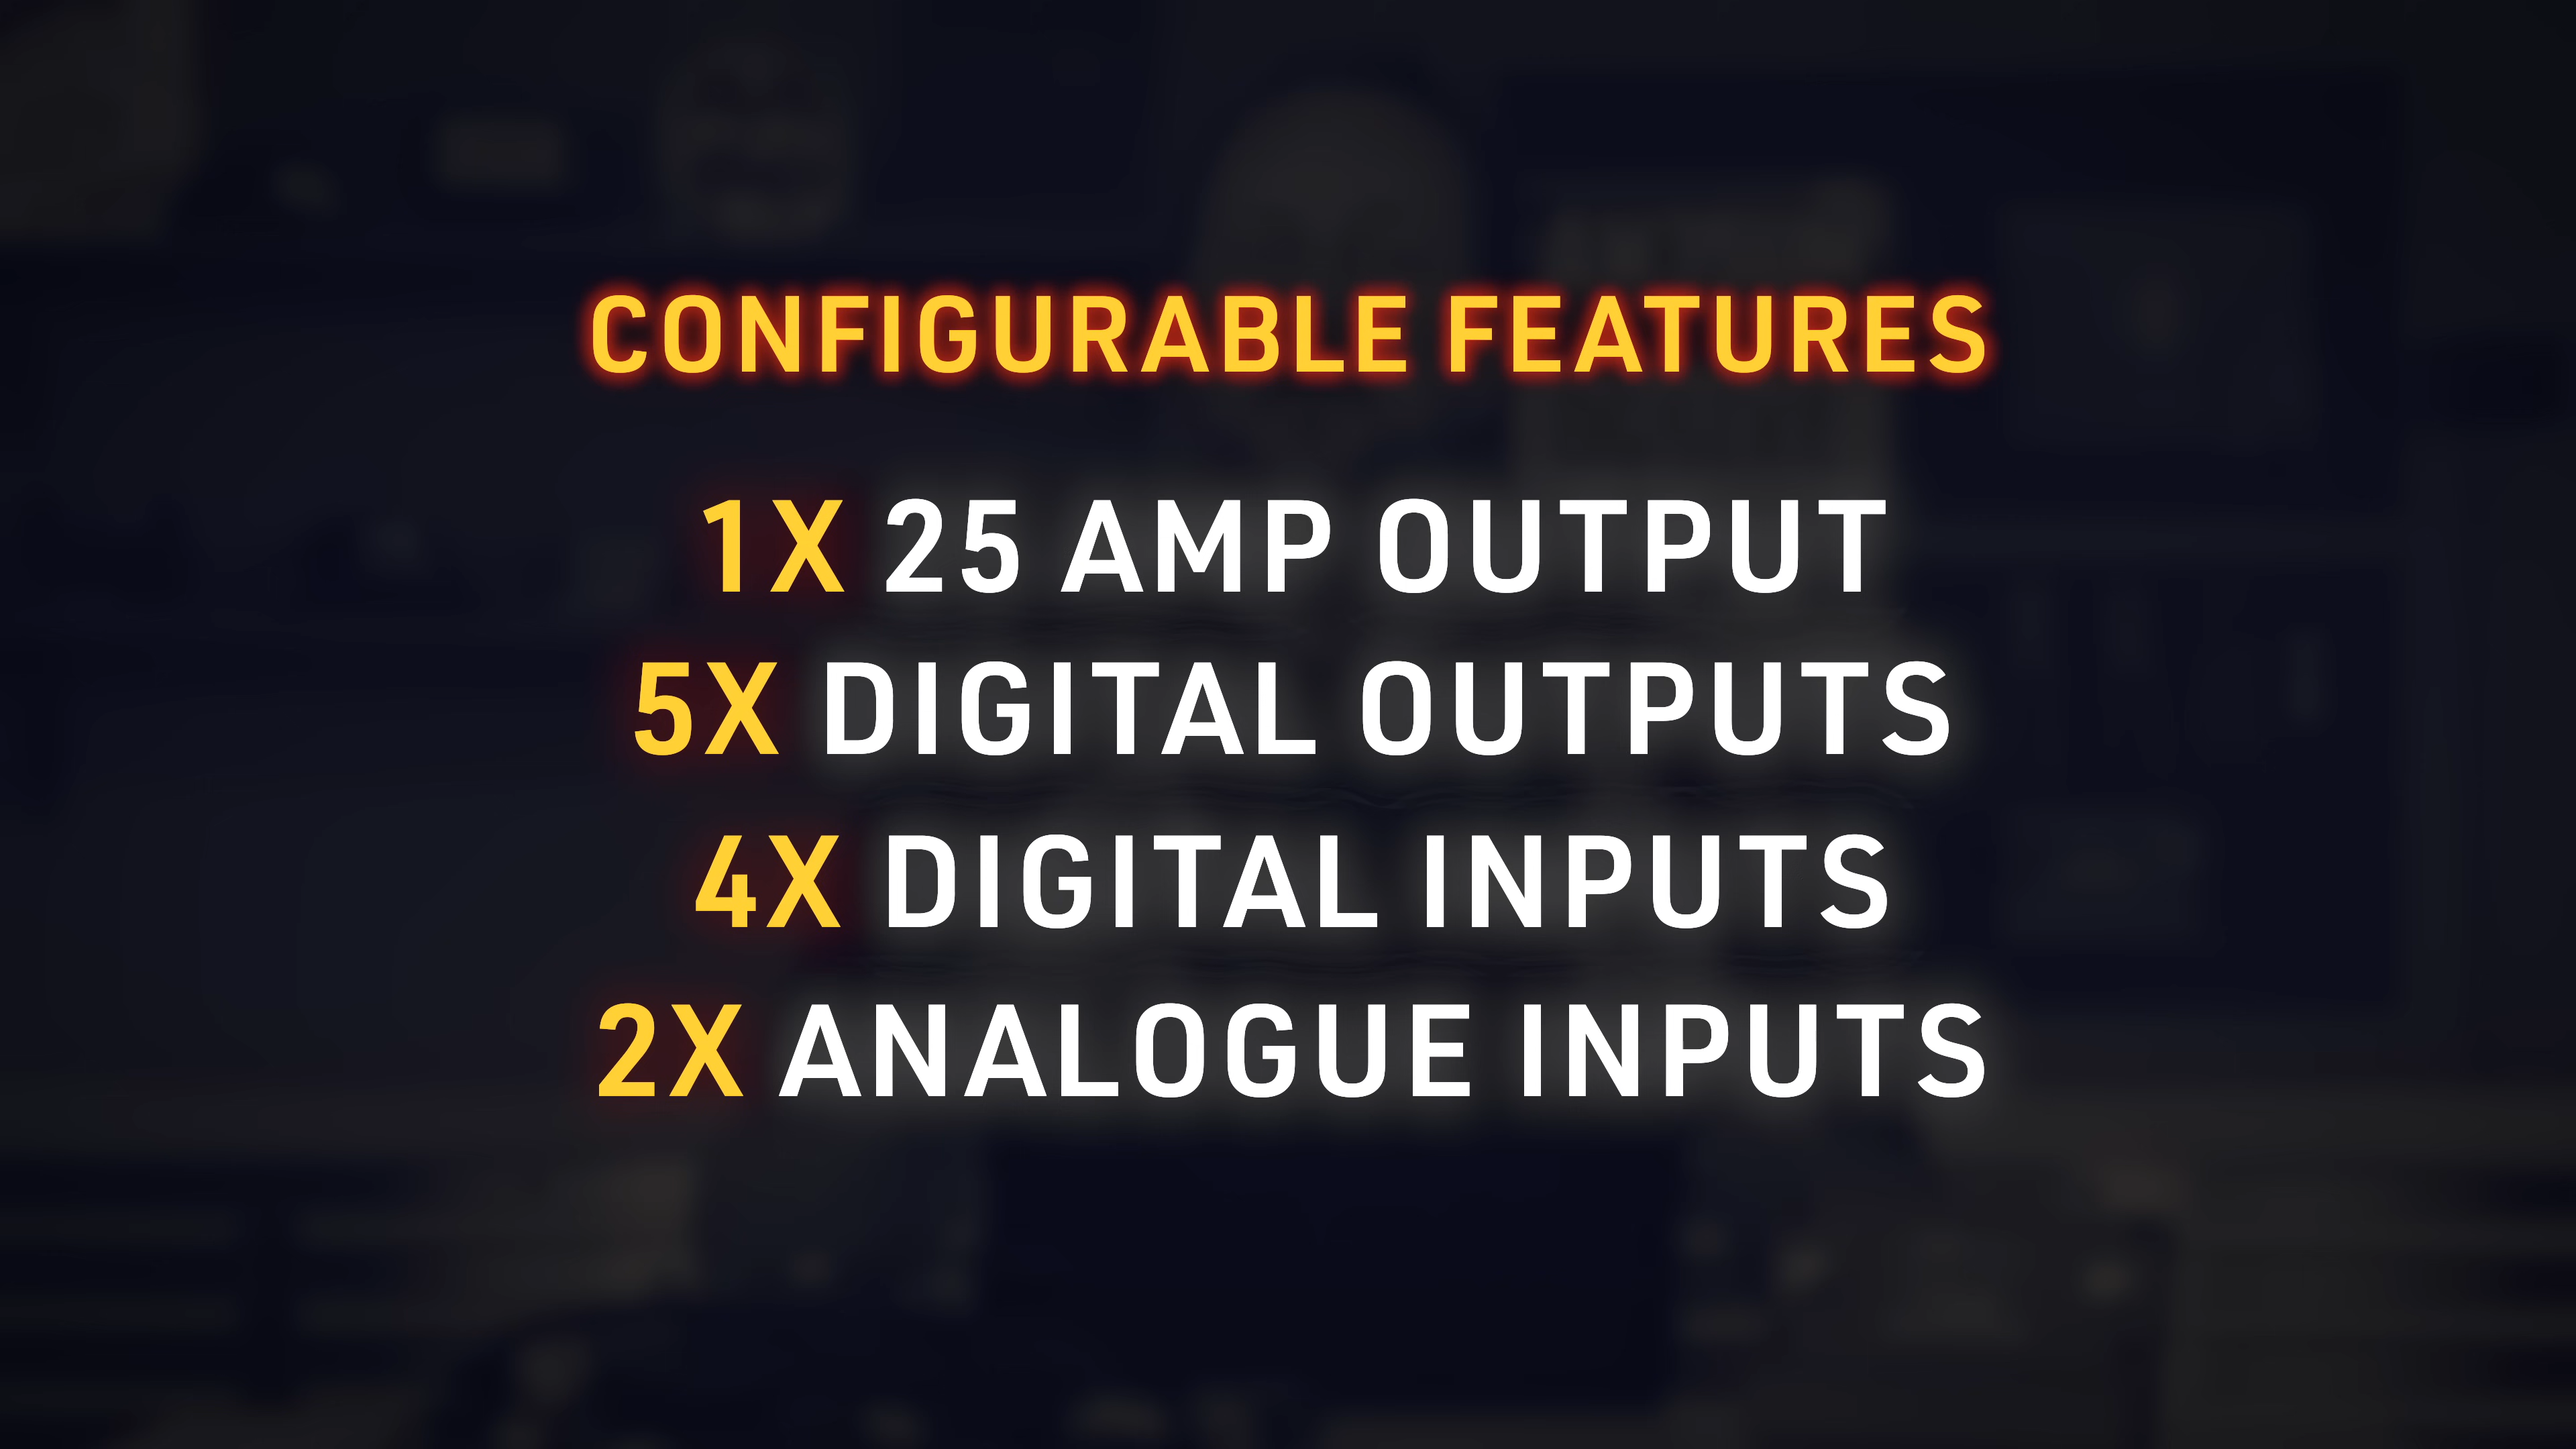 CONFIGURABLE FEATURES
1X 25 AMP OUTPUT
5X DIGITAL OUTPUTS
4X DIGITAL INPUTS
2X ANALOGUE INPUTS